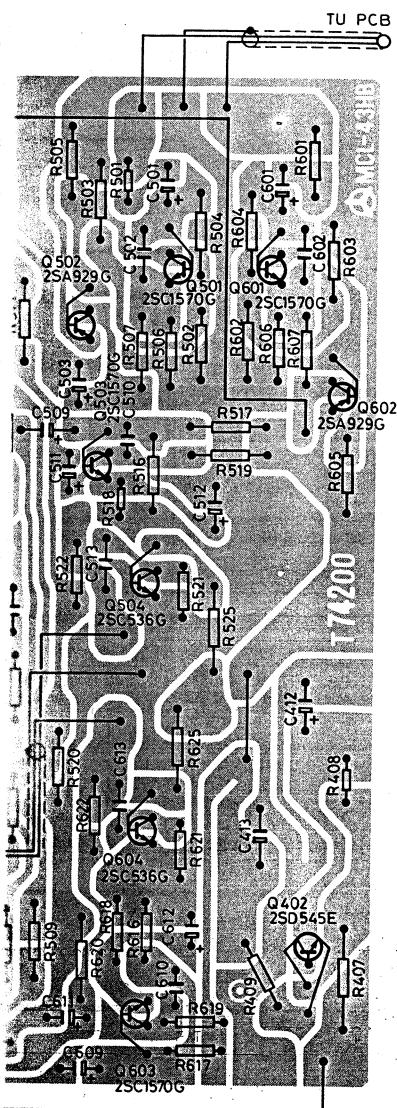 TU PCB
MCL-43HB
R505
R503
R501
C501
R504
R604
C601
R601
Q502
2SA929G
C502
Q501
2SC1570G
Q601
2SC1570G
C602
R603
R507
R506
R502
R602
R606
R607
C503
Q503
2SC1570G
C510
C509
R517
Q602
2SA929G
C511
R516
R519
R518
C512
R605
R522
C513
Q504
2SC536G
R521
R525
T74200
C412
R520
C613
R625
R408
R622
Q604
2SC536G
R621
C413
R509
R620
R618
R616
C612
Q402
2SD545E
C610
R409
R407
R619
C609
Q603
2SC1570G
R617